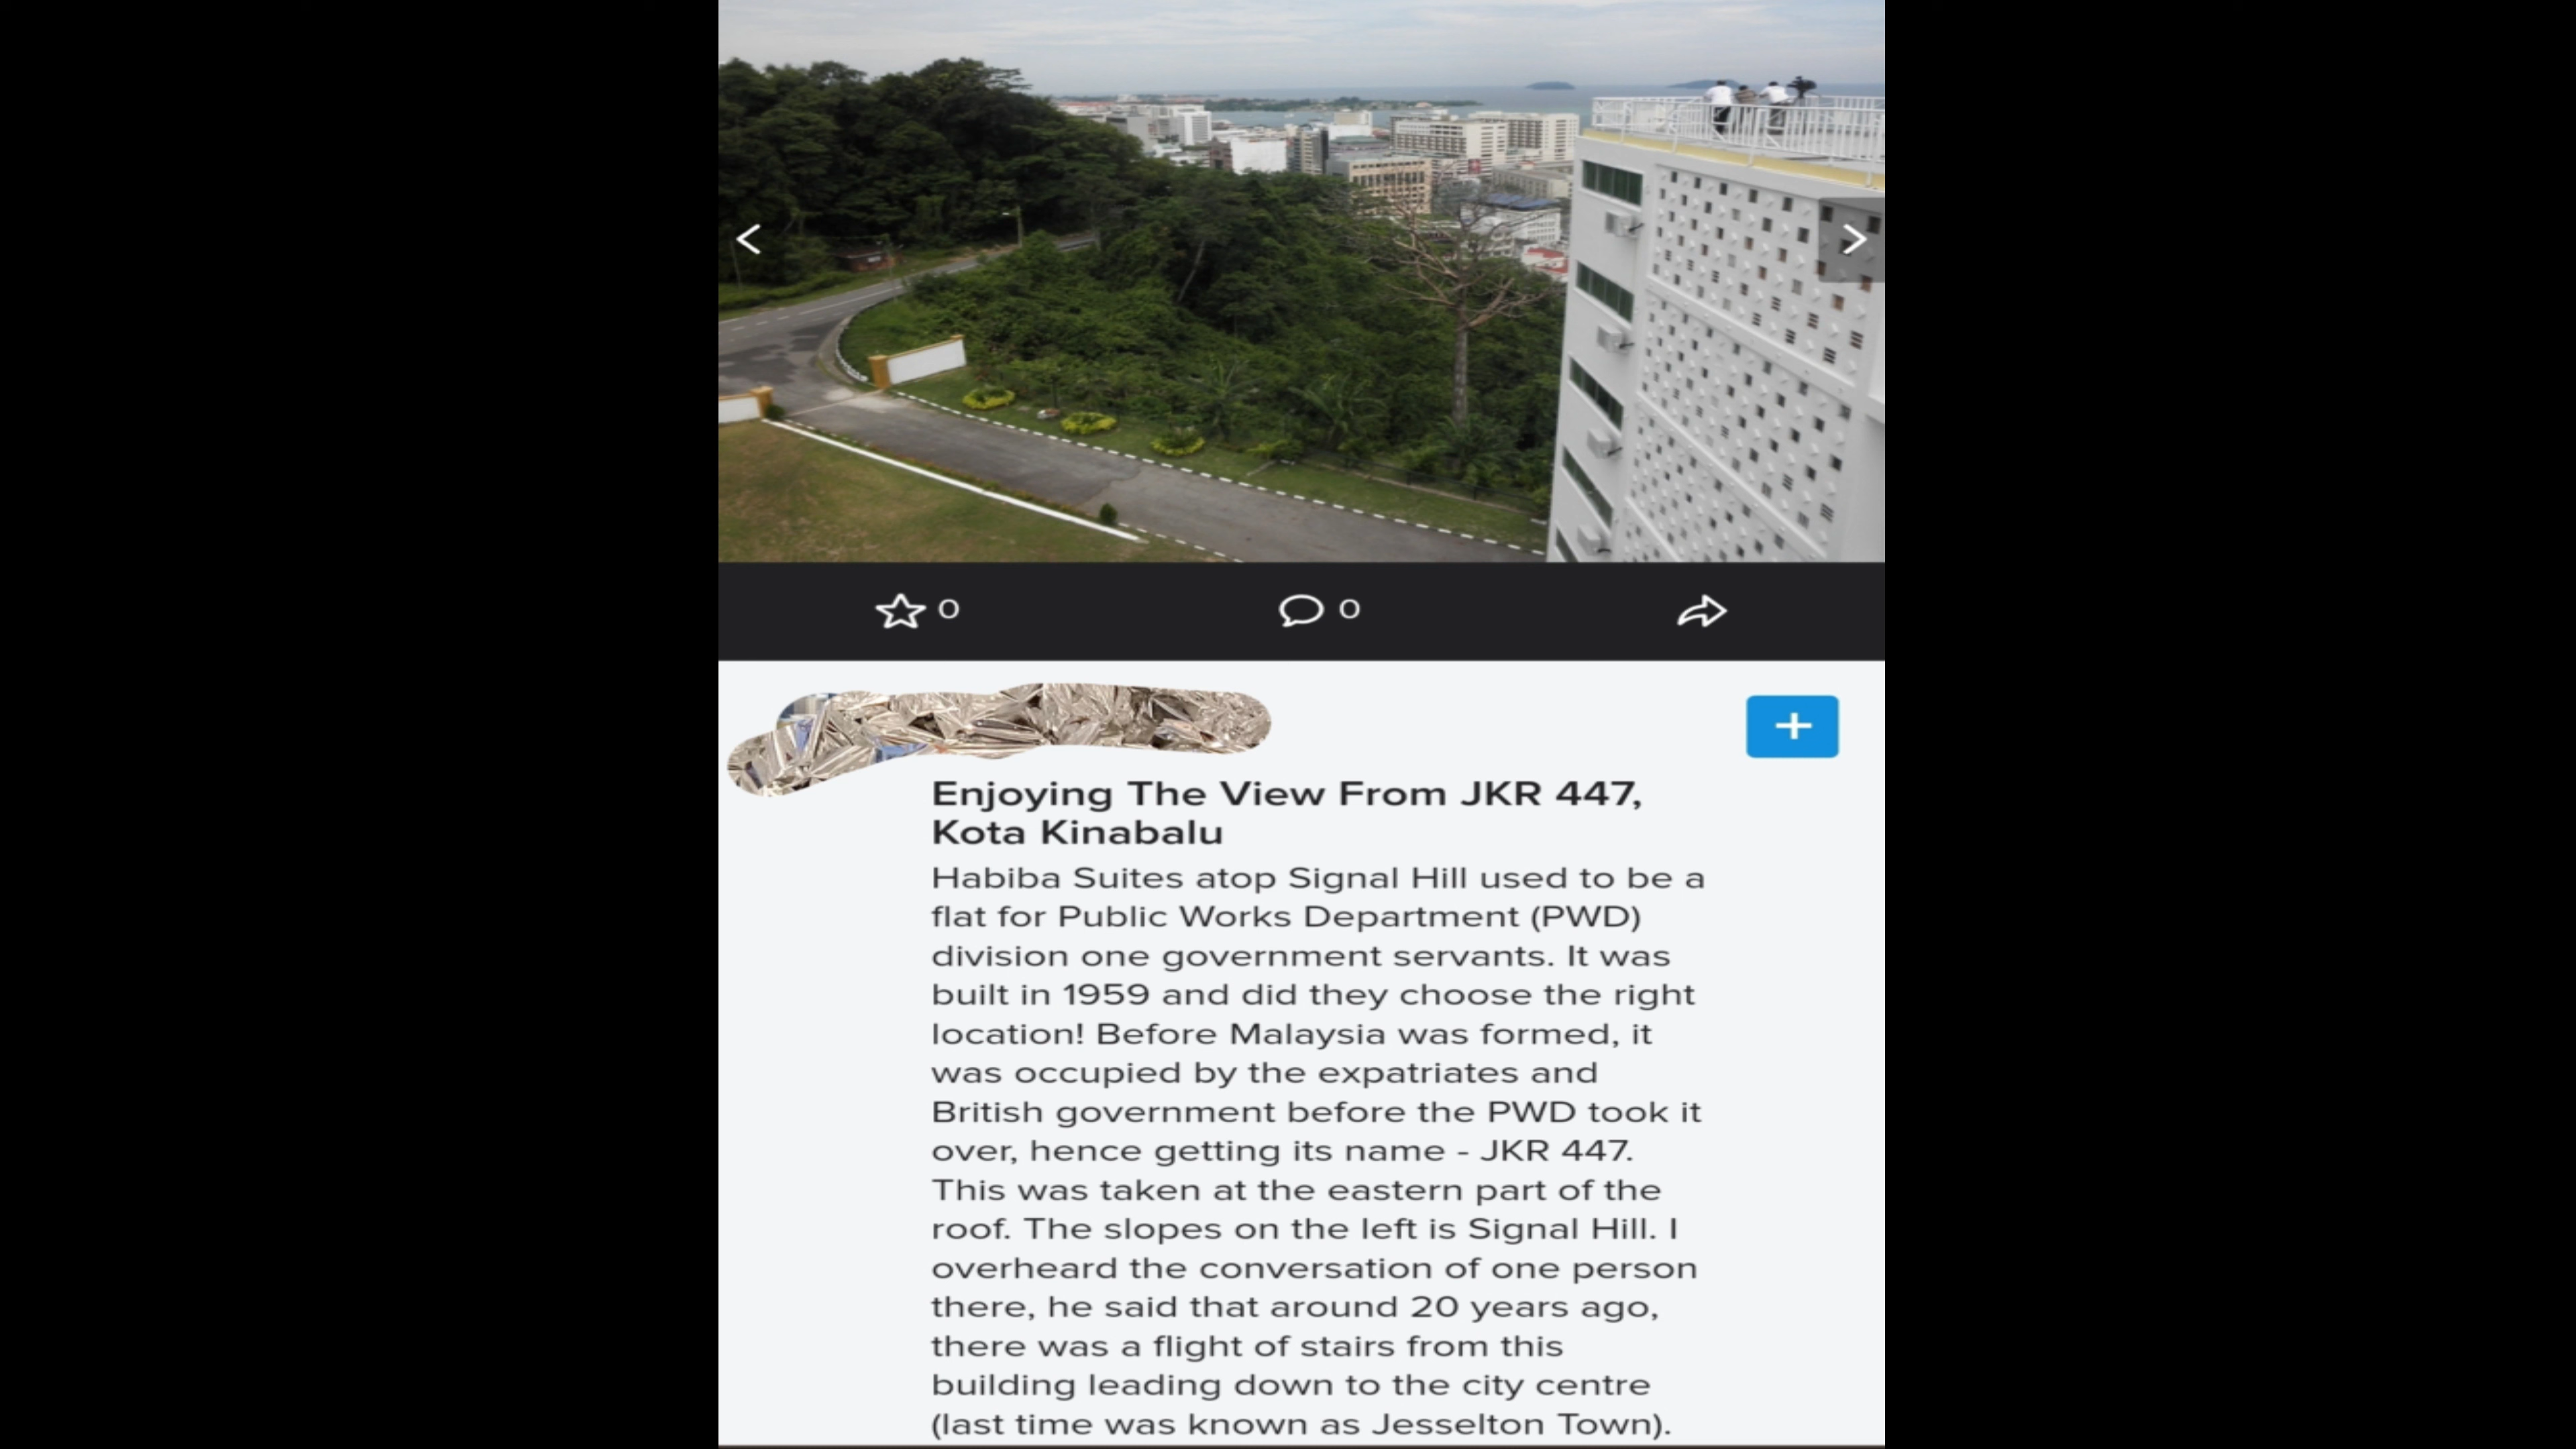 0
0
Enjoying The View From JKR 447,
Kota Kinabalu
Habiba Suites atop Signal Hill used to be a
flat for Public Works Department (PWD)
division one government servants. It was
built in 1959 and did they choose the right
location! Before Malaysia was formed, it
was occupied by the expatriates and
British government before the PWD took it
over, hence getting its name - JKR 447.
This was taken at the eastern part of the
roof. The slopes on the left is Signal Hill. I
overheard the conversation of one person
there, he said that around 20 years ago,
there was a flight of stairs from this
building leading down to the city centre
(last time was known as Jesselton Town).